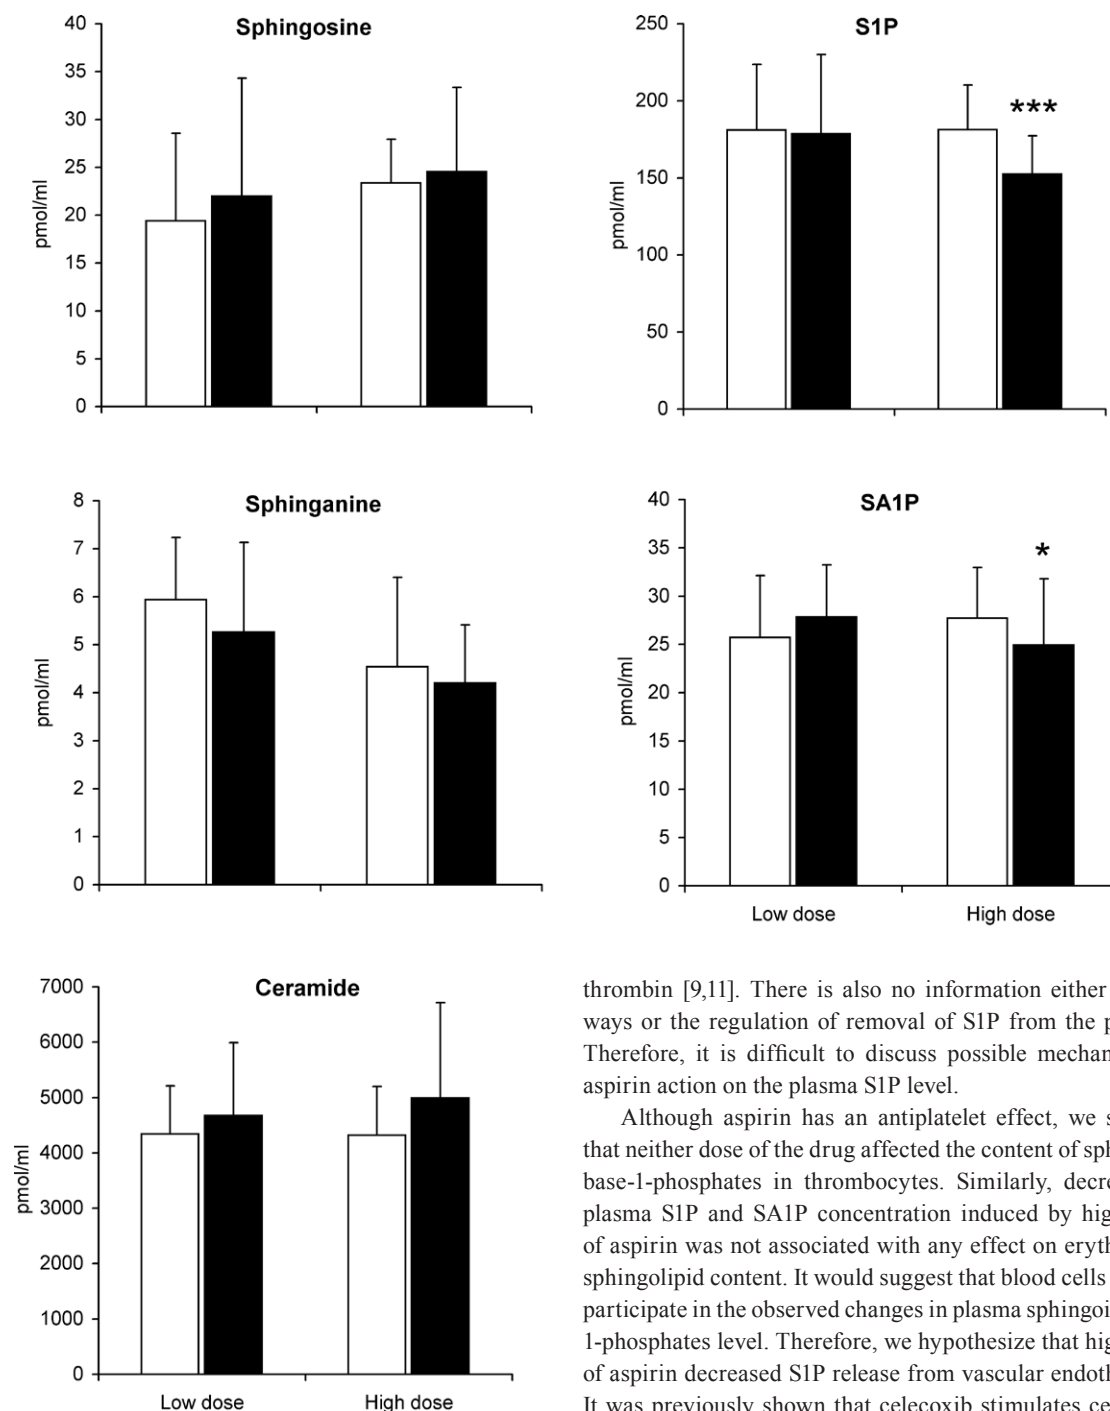 Sphingosine
40
35
30
25
20
15
10
5
0
pmol/ml
S1P
250
200
150
100
50
0
pmol/ml
***
Sphinganine
8
7
6
5
4
3
2
1
0
pmol/ml
SA1P
40
35
30
25
20
15
10
5
0
pmol/ml
*
Low dose High dose
Ceramide
7000
6000
5000
4000
3000
2000
1000
0
pmol/ml
Low dose High dose
thrombin [9,11]. There is also no information either
ways or the regulation of removal of S1P from the p
Therefore, it is difficult to discuss possible mechan
aspirin action on the plasma S1P level.
Although aspirin has an antiplatelet effect, we s
that neither dose of the drug affected the content of sph
base-1-phosphates in thrombocytes. Similarly, decre
plasma S1P and SA1P concentration induced by hig
of aspirin was not associated with any effect on eryth
sphingolipid content. It would suggest that blood cells
participate in the observed changes in plasma sphingoi
1-phosphates level. Therefore, we hypothesize that hig
of aspirin decreased S1P release from vascular endoth
It was previously shown that celecoxib stimulates ce